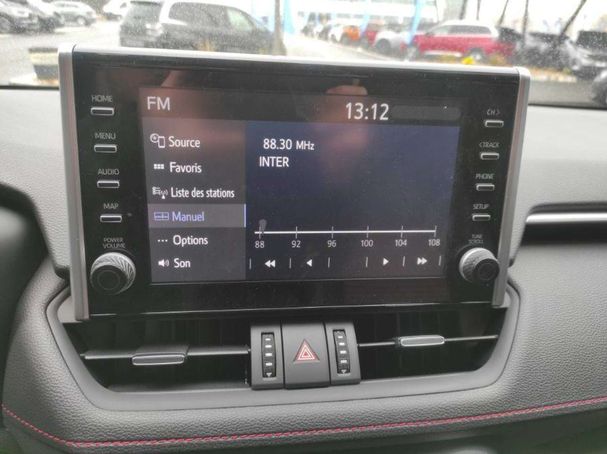 FM
13:12
HOME
MENU
AUDIO
MAP
POWER
VOLUME
Source
Favoris
Liste des stations
Manuel
Options
Son
88.30 MHz
INTER
88 92 96 100 104 108
CH >
< TRACK
PHONE
SETUP
TUNE
SCROLL